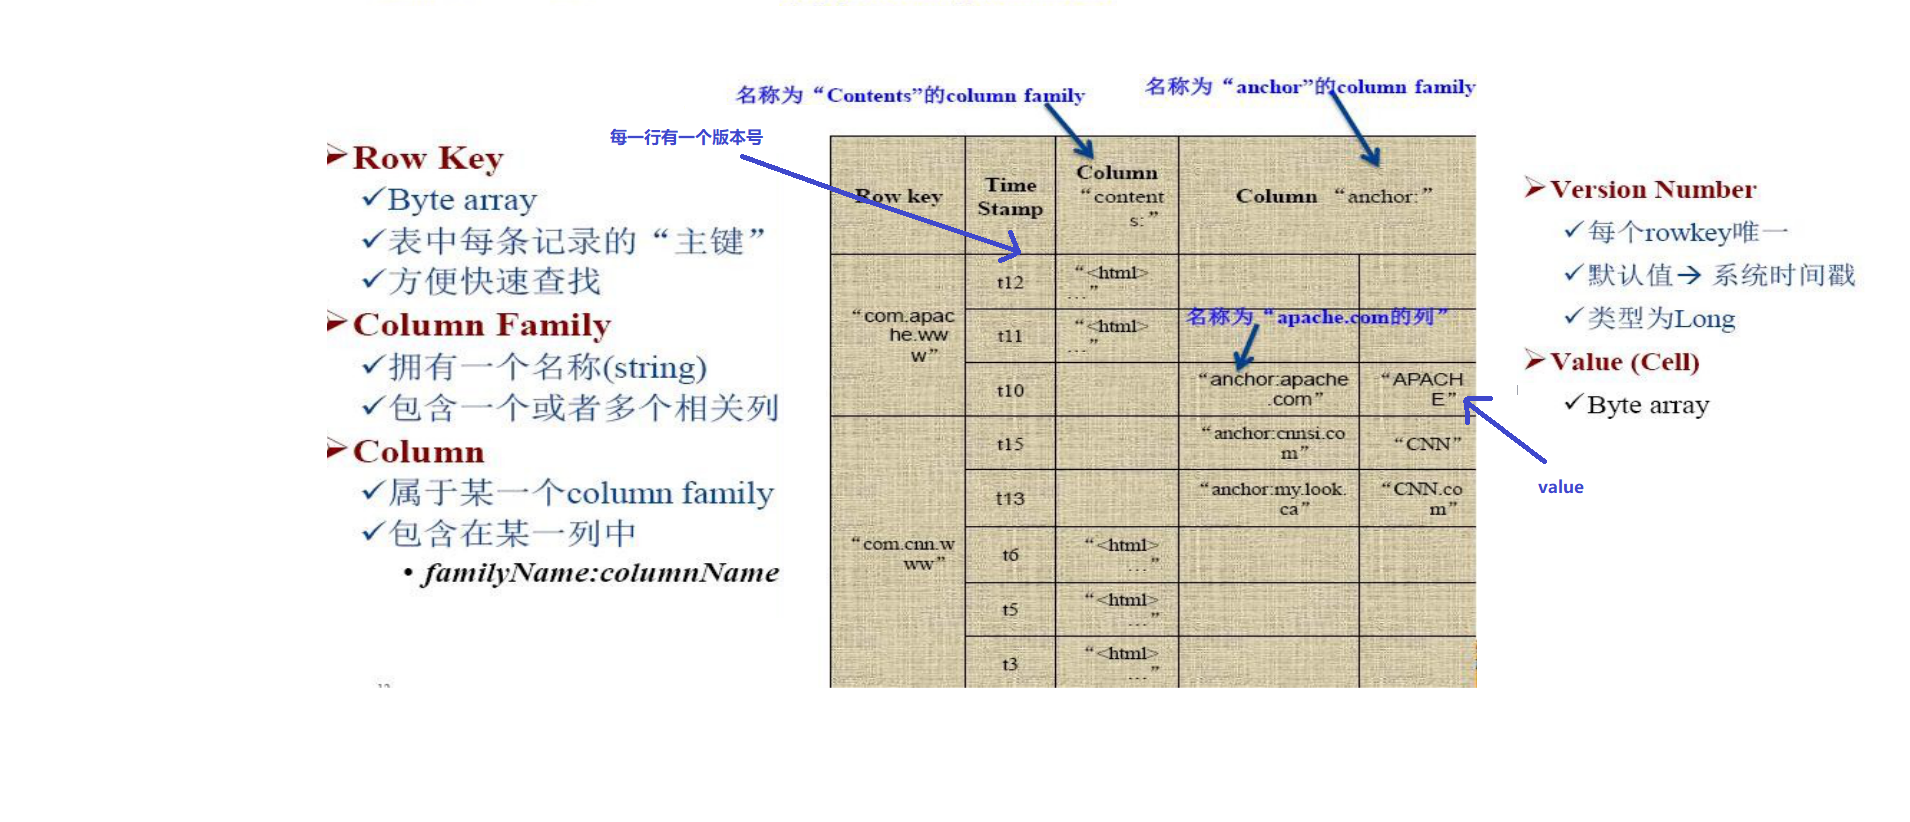 名称为“Contents”的column family
名称为“anchor”的column family
每一行有一个版本号
Row Key
Byte array
表中每条记录的“主键”
方便快速查找
Column Family
拥有一个名称(string)
包含一个或者多个相关列
Column
属于某一个column family
包含在某一列中
• familyName:columnName
Row key
Time
Stamp
Column
“content
s:”
Column “anchor:”
“com.apac
he.ww
w”
t12
“<html>
…”
t11
“<html>
…”
名称为“apache.com的列”
t10
“anchor:apache
.com”
“APACH
E”
“com.cnn.w
ww”
t15
“anchor:cnnsi.co
m”
“CNN”
t13
“anchor:my.look.
ca”
“CNN.co
m”
t6
“<html>
…”
t5
“<html>
…”
t3
“<html>
…”
Version Number
每个rowkey唯一
默认值→ 系统时间戳
类型为Long
Value (Cell)
Byte array
value